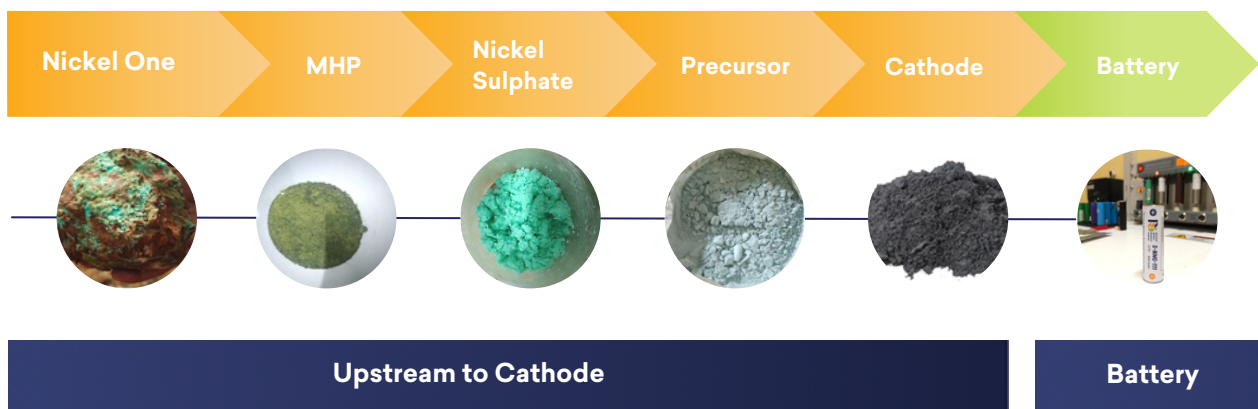 Nickel One
MHP
Nickel
Sulphate
Precursor
Cathode
Battery
Upstream to Cathode
Battery